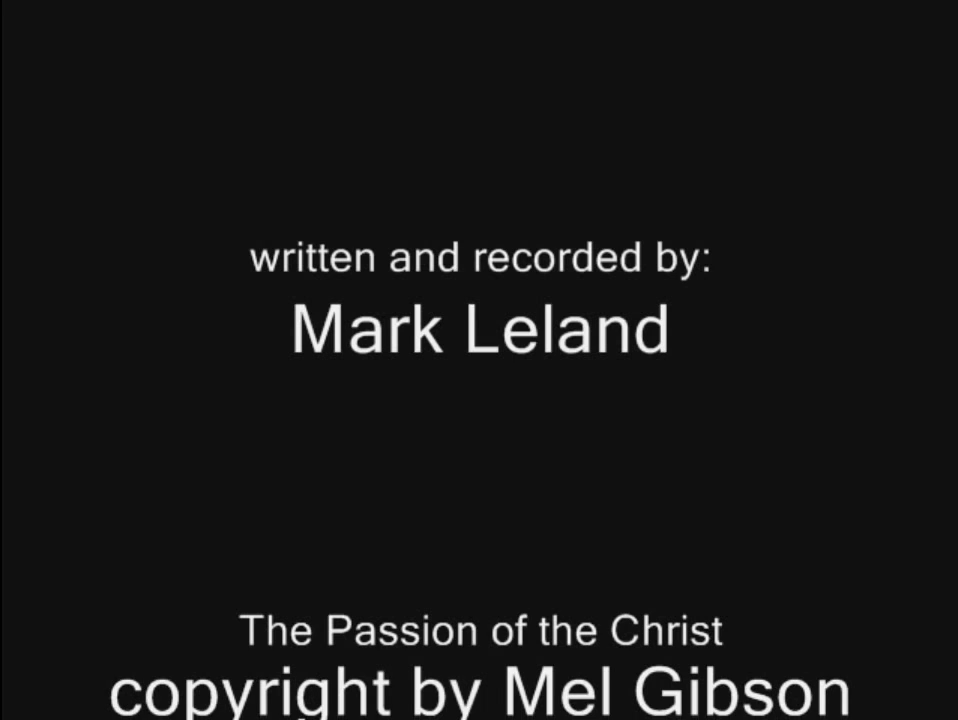 written and recorded by:
Mark Leland
The Passion of the Christ
copyright by Mel Gibson